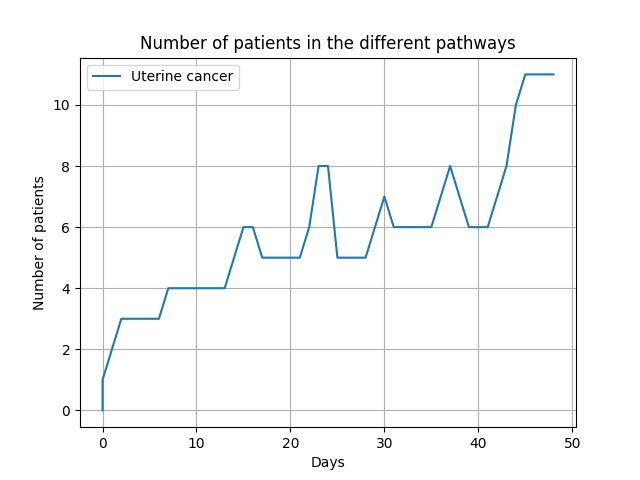 Number of patients in the different pathways
Uterine cancer
Number of patients
10
8
6
4
2
0
0 10 20 30 40 50
Days